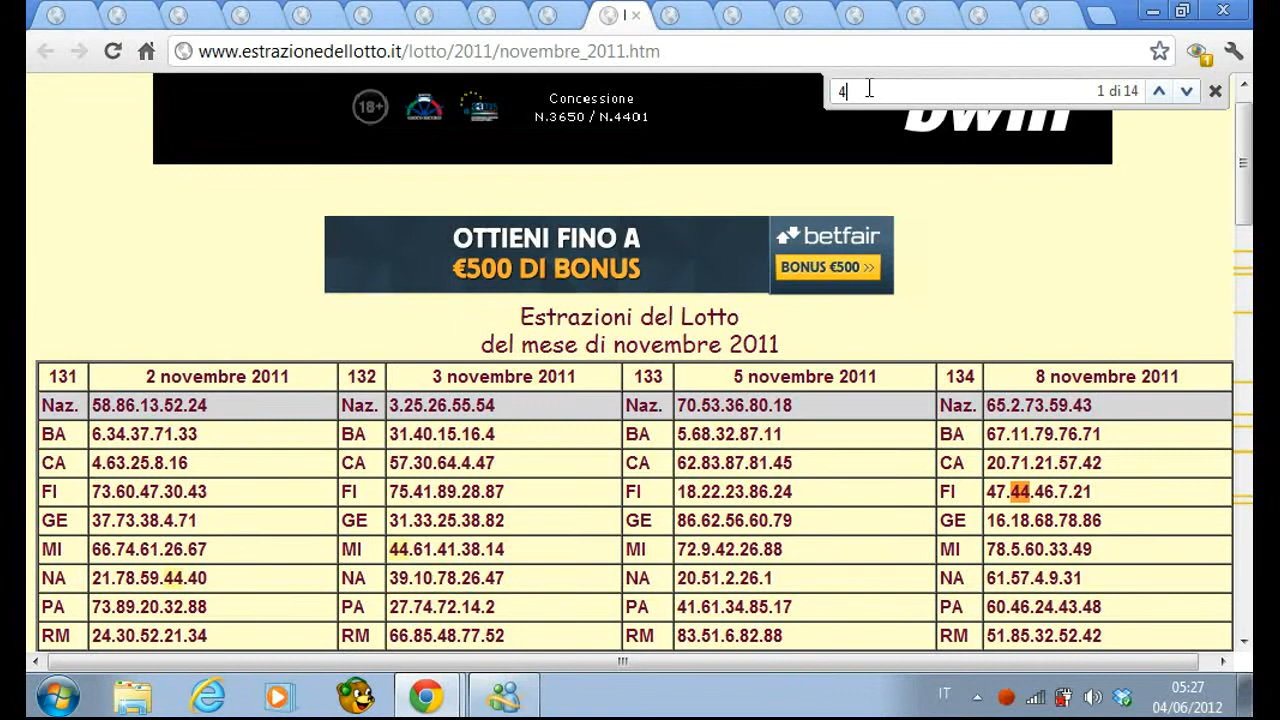 I
www.estrazionedellotto.it/lotto/2011/novembre_2011.htm
4
1 di 14
18+
Concessione
N.3650 / N.4401
bwin
OTTIENI FINO A
€500 DI BONUS
betfair
BONUS €500 >>
Estrazioni del Lotto
del mese di novembre 2011
131 2 novembre 2011 132 3 novembre 2011 133 5 novembre 2011 134 8 novembre 2011
Naz. 58.86.13.52.24 Naz. 3.25.26.55.54 Naz. 70.53.36.80.18 Naz. 65.2.73.59.43
BA 6.34.37.71.33 BA 31.40.15.16.4 BA 5.68.32.87.11 BA 67.11.79.76.71
CA 4.63.25.8.16 CA 57.30.64.4.47 CA 62.83.87.81.45 CA 20.71.21.57.42
FI 73.60.47.30.43 FI 75.41.89.28.87 FI 18.22.23.86.24 FI 47.44.46.7.21
GE 37.73.38.4.71 GE 31.33.25.38.82 GE 86.62.56.60.79 GE 16.18.68.78.86
MI 66.74.61.26.67 MI 44.61.41.38.14 MI 72.9.42.26.88 MI 78.5.60.33.49
NA 21.78.59.44.40 NA 39.10.78.26.47 NA 20.51.2.26.1 NA 61.57.4.9.31
PA 73.89.20.32.88 PA 27.74.72.14.2 PA 41.61.34.85.17 PA 60.46.24.43.48
RM 24.30.52.21.34 RM 66.85.48.77.52 RM 83.51.6.82.88 RM 51.85.32.52.42
IT
05:27
04/06/2012